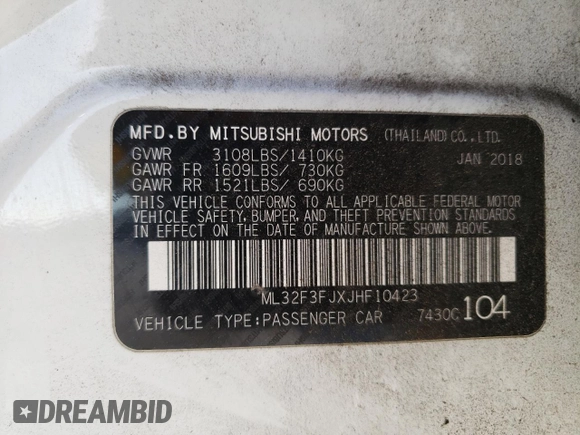 MFD.BY MITSUBISHI MOTORS (THAILAND) CO., LTD.
GVWR 3108LBS/1410KG JAN 2018
GAWR FR 1609LBS/ 730KG
GAWR RR 1521LBS/ 690KG
THIS VEHICLE CONFORMS TO ALL APPLICABLE FEDERAL MOTOR
VEHICLE SAFETY, BUMPER, AND THEFT PREVENTION STANDARDS
IN EFFECT ON THE DATE OF MANUFACTURE SHOWN ABOVE.
ML32F3FJXJHF10423
VEHICLE TYPE:PASSENGER CAR 7430C 104
DREAMBID